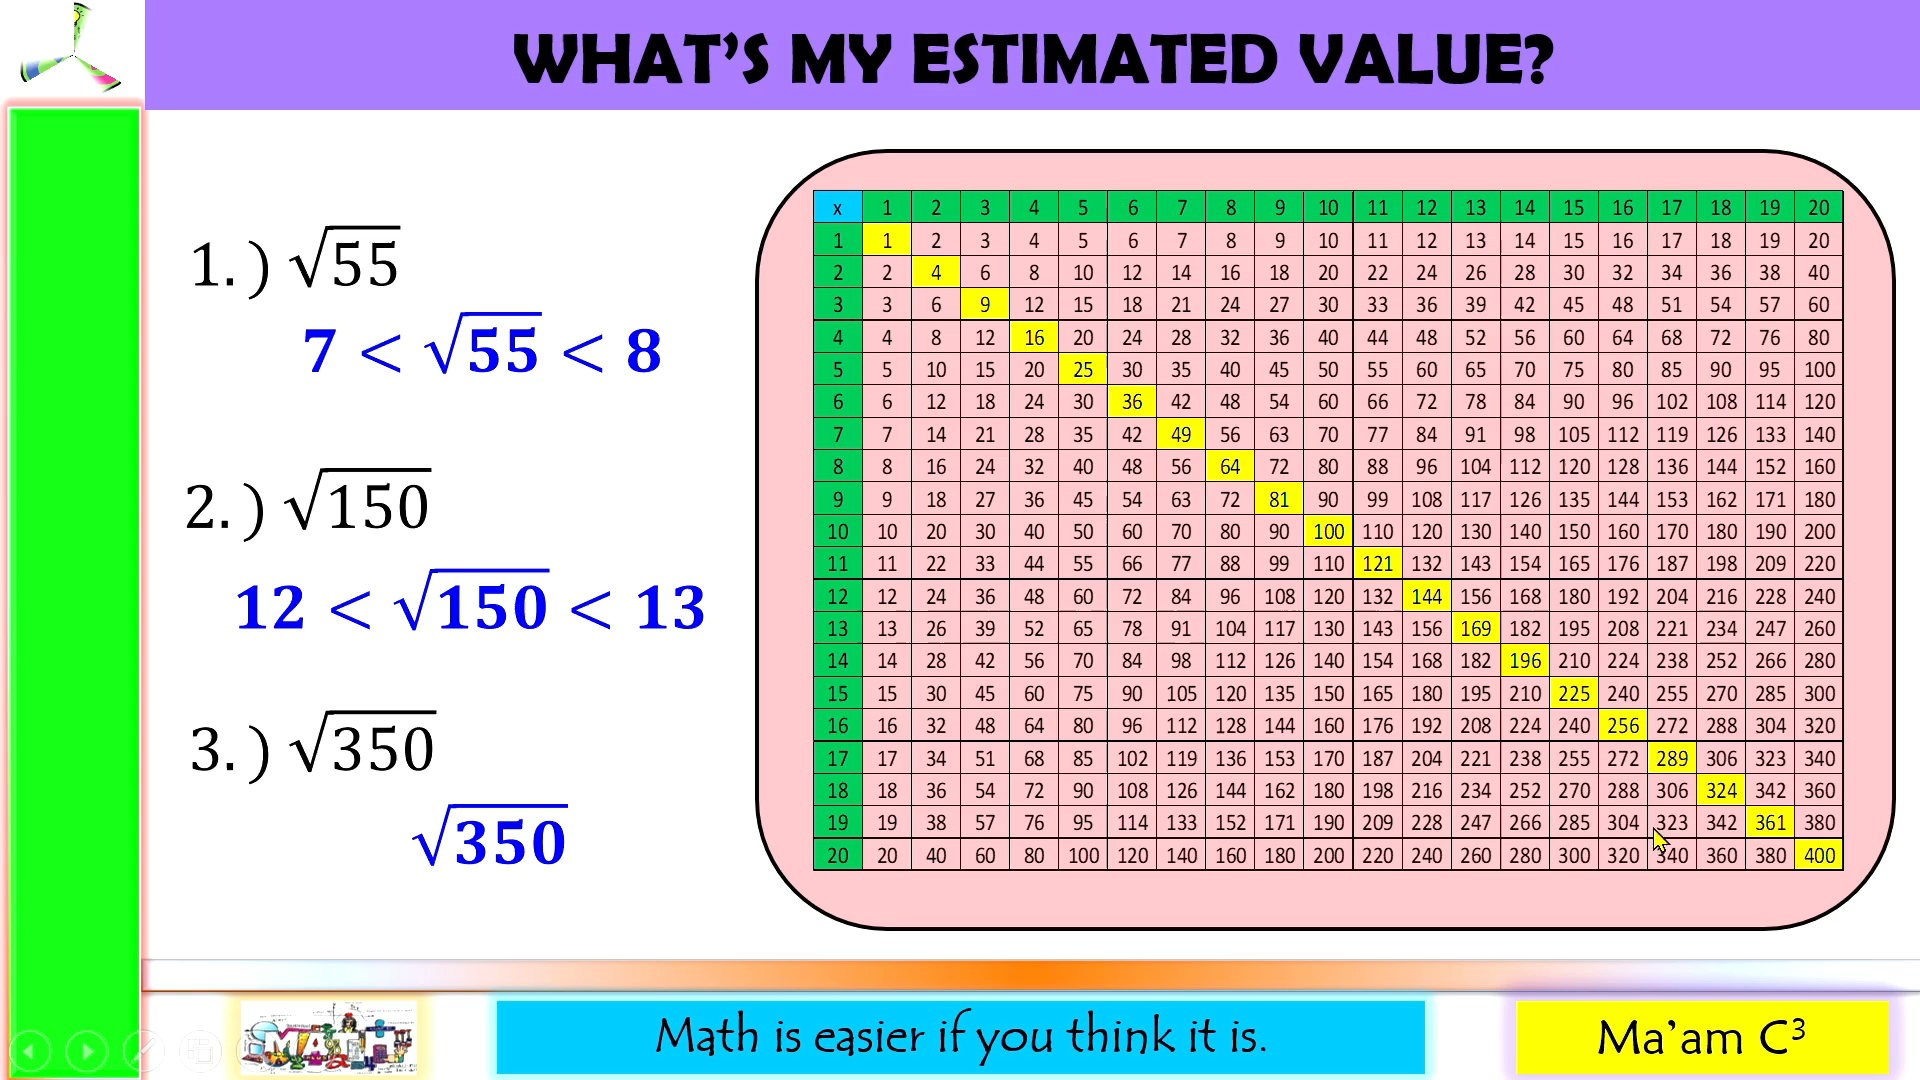 WHAT'S MY ESTIMATED VALUE?
1. ) √55
7 < √55 < 8
2. ) √150
12 < √150 < 13
3. ) √350
√350
x 1 2 3 4 5 6 7 8 9 10 11 12 13 14 15 16 17 18 19 20
1 1 2 3 4 5 6 7 8 9 10 11 12 13 14 15 16 17 18 19 20
2 2 4 6 8 10 12 14 16 18 20 22 24 26 28 30 32 34 36 38 40
3 3 6 9 12 15 18 21 24 27 30 33 36 39 42 45 48 51 54 57 60
4 4 8 12 16 20 24 28 32 36 40 44 48 52 56 60 64 68 72 76 80
5 5 10 15 20 25 30 35 40 45 50 55 60 65 70 75 80 85 90 95 100
6 6 12 18 24 30 36 42 48 54 60 66 72 78 84 90 96 102 108 114 120
7 7 14 21 28 35 42 49 56 63 70 77 84 91 98 105 112 119 126 133 140
8 8 16 24 32 40 48 56 64 72 80 88 96 104 112 120 128 136 144 152 160
9 9 18 27 36 45 54 63 72 81 90 99 108 117 126 135 144 153 162 171 180
10 10 20 30 40 50 60 70 80 90 100 110 120 130 140 150 160 170 180 190 200
11 11 22 33 44 55 66 77 88 99 110 121 132 143 154 165 176 187 198 209 220
12 12 24 36 48 60 72 84 96 108 120 132 144 156 168 180 192 204 216 228 240
13 13 26 39 52 65 78 91 104 117 130 143 156 169 182 195 208 221 234 247 260
14 14 28 42 56 70 84 98 112 126 140 154 168 182 196 210 224 238 252 266 280
15 15 30 45 60 75 90 105 120 135 150 165 180 195 210 225 240 255 270 285 300
16 16 32 48 64 80 96 112 128 144 160 176 192 208 224 240 256 272 288 304 320
17 17 34 51 68 85 102 119 136 153 170 187 204 221 238 255 272 289 306 323 340
18 18 36 54 72 90 108 126 144 162 180 198 216 234 252 270 288 306 324 342 360
19 19 38 57 76 95 114 133 152 171 190 209 228 247 266 285 304 323 342 361 380
20 20 40 60 80 100 120 140 160 180 200 220 240 260 280 300 320 340 360 380 400
MATH
Math is easier if you think it is.
Ma'am C³